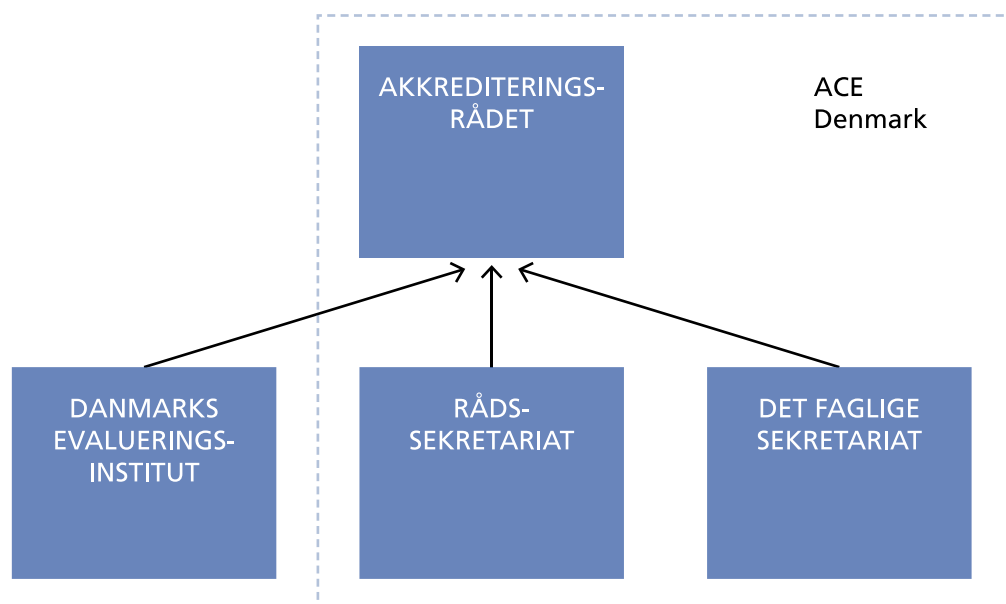 AKKREDITERINGS-
RÅDET
ACE
Denmark
DANMARKS
EVALUERINGS-
INSTITUT
RÅDS-
SEKRETARIAT
DET FAGLIGE
SEKRETARIAT